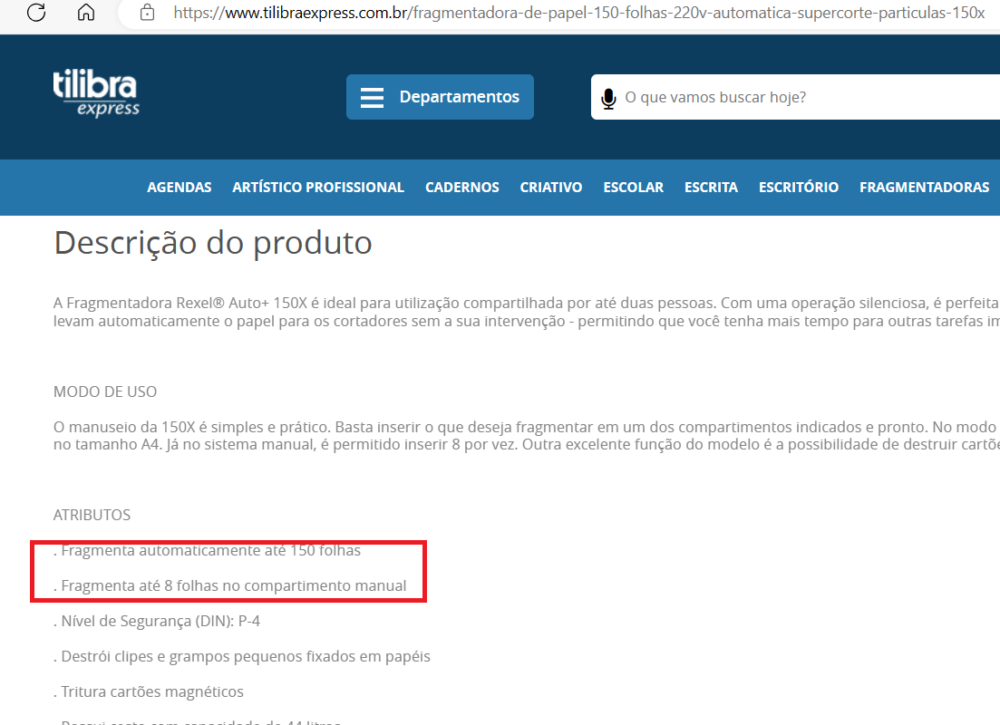 https://www.tilibraexpress.com.br/fragmentadora-de-papel-150-folhas-220v-automatica-supercorte-particulas-150x
tilibra
express
Departamentos
O que vamos buscar hoje?
AGENDAS ARTÍSTICO PROFISSIONAL CADERNOS CRIATIVO ESCOLAR ESCRITA ESCRITÓRIO FRAGMENTADORAS
Descrição do produto
A Fragmentadora Rexel® Auto+ 150X é ideal para utilização compartilhada por até duas pessoas. Com uma operação silenciosa, é perfeita
levam automaticamente o papel para os cortadores sem a sua intervenção - permitindo que você tenha mais tempo para outras tarefas
MODO DE USO
O manuseio da 150X é simples e prático. Basta inserir o que deseja fragmentar em um dos compartimentos indicados e pronto. No modo
no tamanho A4. Já no sistema manual, é permitido inserir 8 por vez. Outra excelente função do modelo é a possibilidade de destruir
ATRIBUTOS
. Fragmenta automaticamente até 150 folhas
. Fragmenta até 8 folhas no compartimento manual
. Nível de Segurança (DIN): P-4
. Destrói clipes e grampos pequenos fixados em papéis
. Tritura cartões magnéticos
. Possui cesto com capacidade de 44 litros